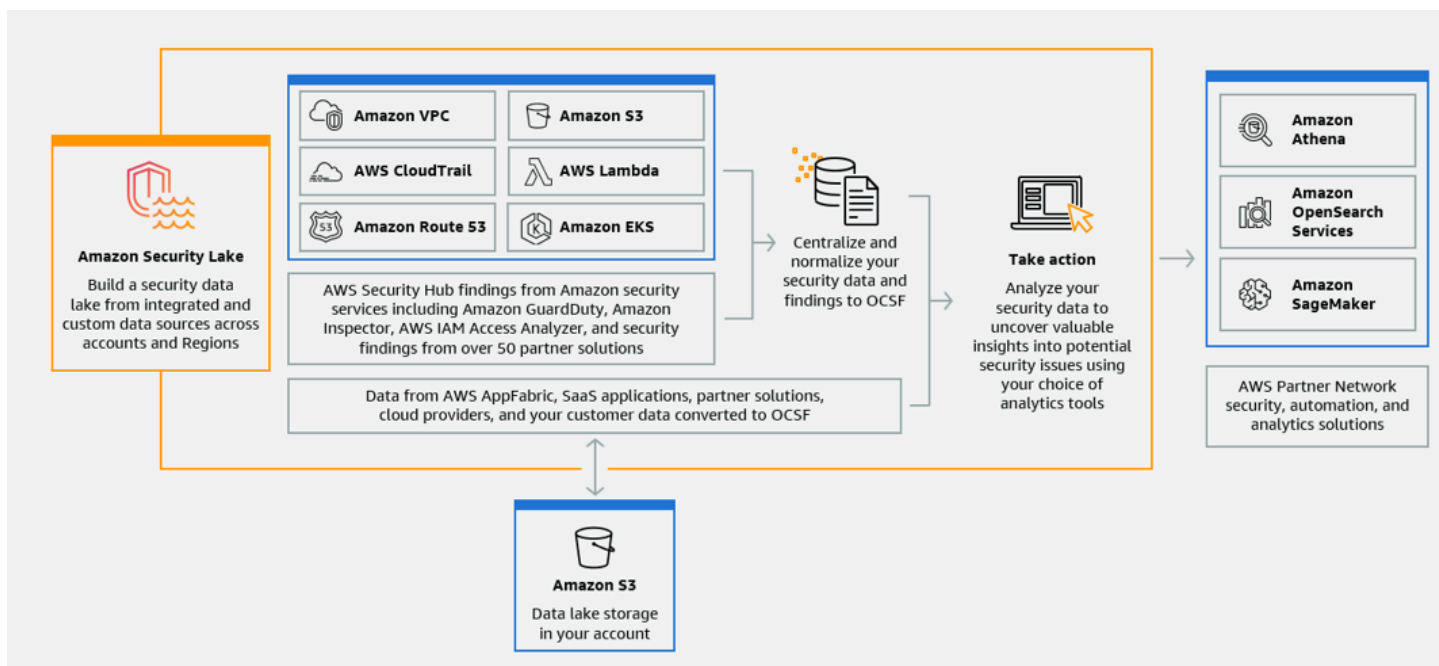 Amazon Security Lake
Build a security data
lake from integrated and
custom data sources across
accounts and Regions
Amazon VPC
Amazon S3
AWS CloudTrail
AWS Lambda
53
Amazon Route 53
K
Amazon EKS
AWS Security Hub findings from Amazon security
services including Amazon GuardDuty, Amazon
Inspector, AWS IAM Access Analyzer, and security
findings from over 50 partner solutions
Data from AWS AppFabric, SaaS applications, partner solutions,
cloud providers, and your customer data converted to OCSF
Centralize and
normalize your
security data and
findings to OCSF
Take action
Analyze your
security data to
uncover valuable
insights into potential
security issues using
your choice of
analytics tools
Amazon
Athena
Amazon
OpenSearch
Services
Amazon
SageMaker
AWS Partner Network
security, automation, and
analytics solutions
Amazon S3
Data lake storage
in your account